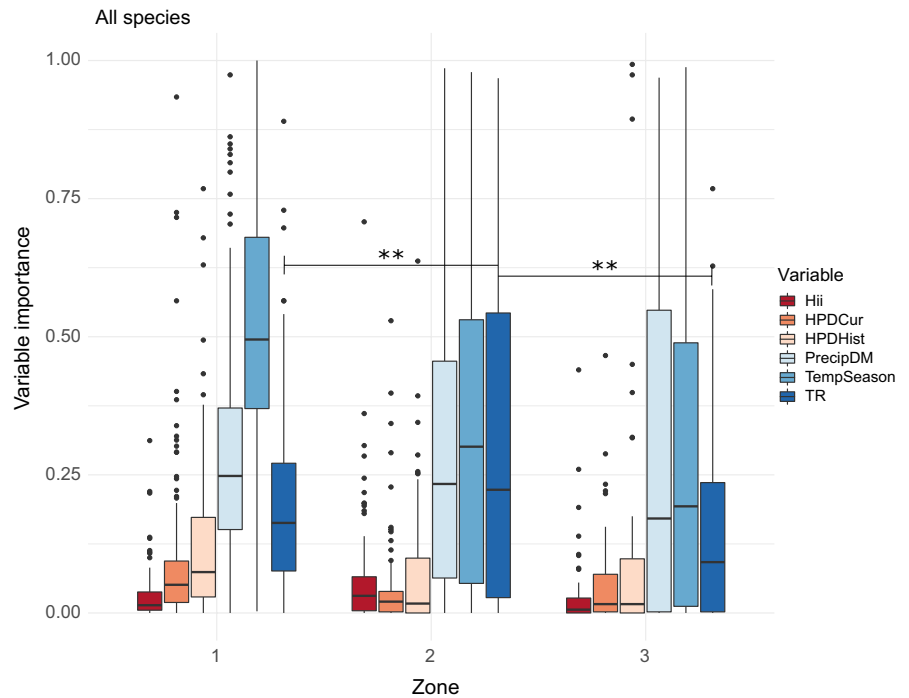 All species
1.00
0.75
0.50
0.25
0.00
Variable importance
**
**
1
2
3
Zone
Variable
Hii
HPDCur
HPDHist
PrecipDM
TempSeason
TR